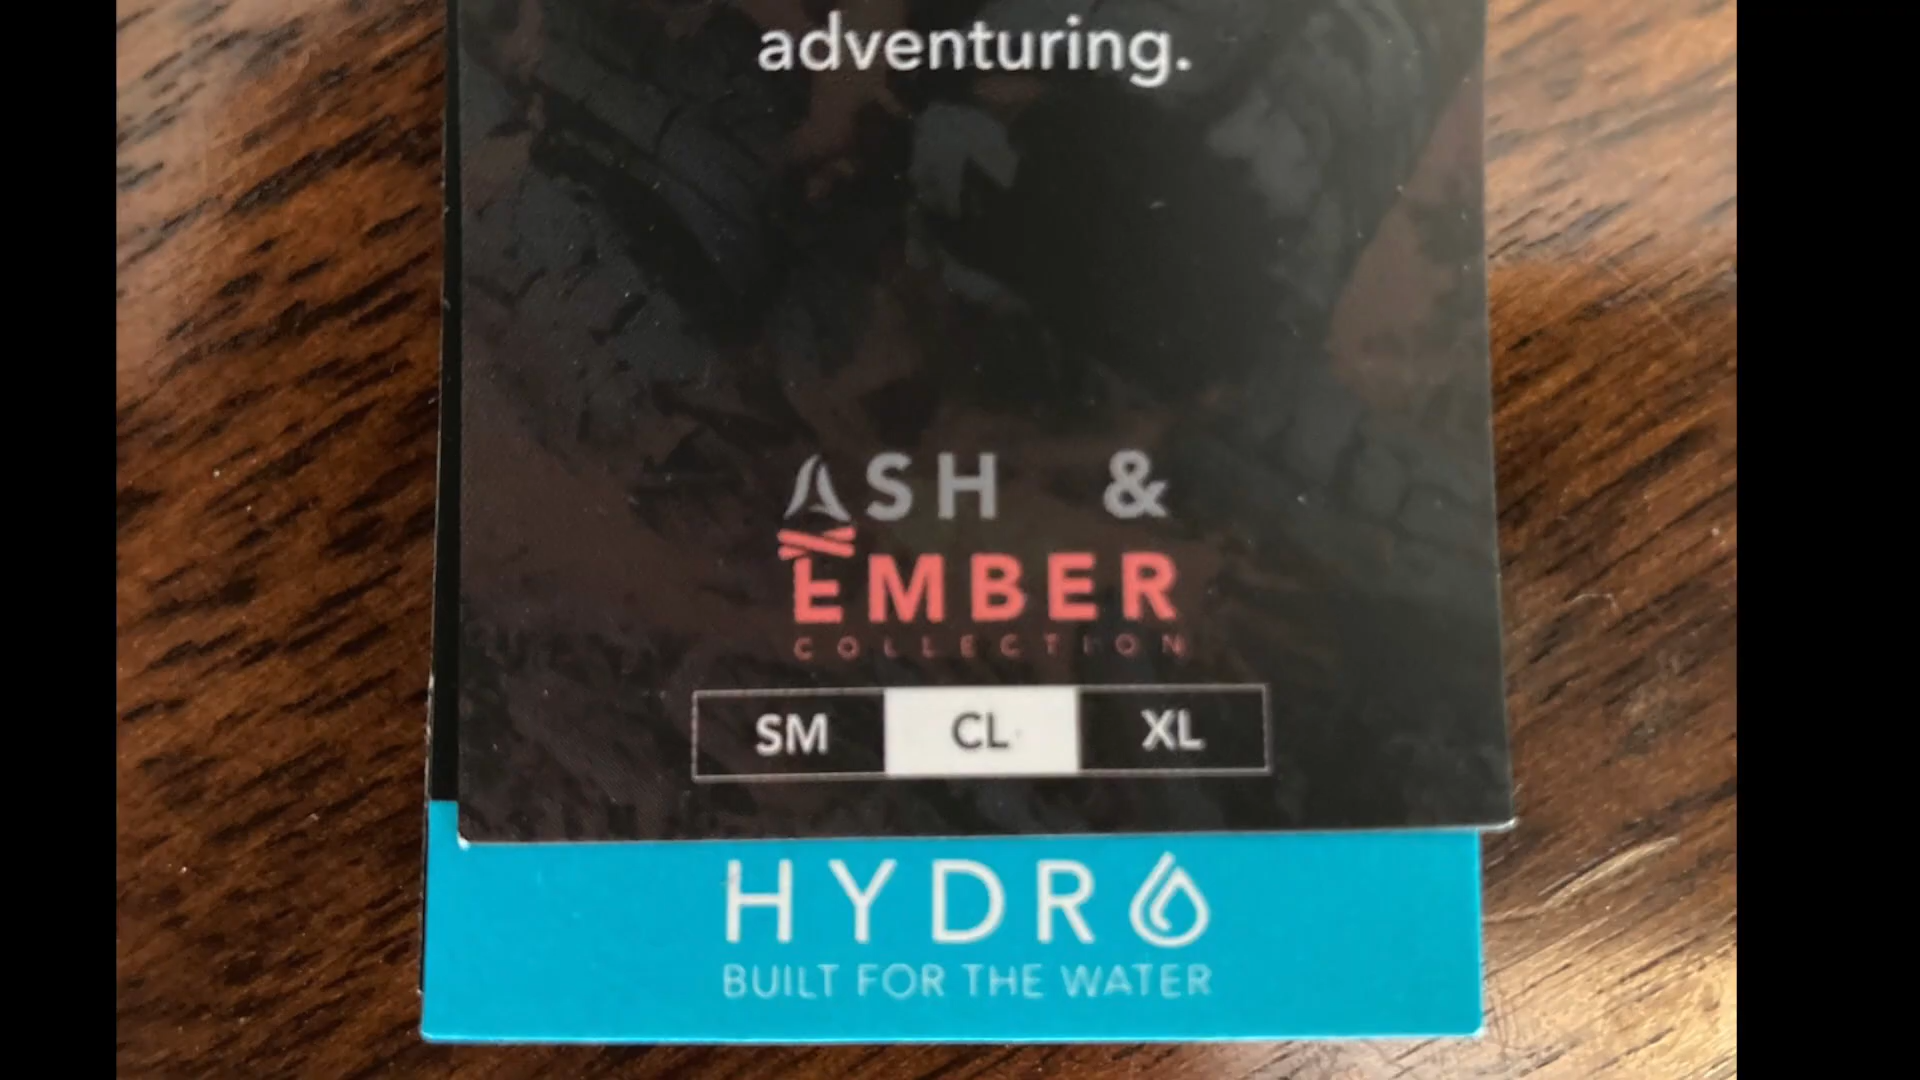 adventuring.
ASH &
EMBER
COLLECTION
SM CL XL
HYDRO
BUILT FOR THE WATER